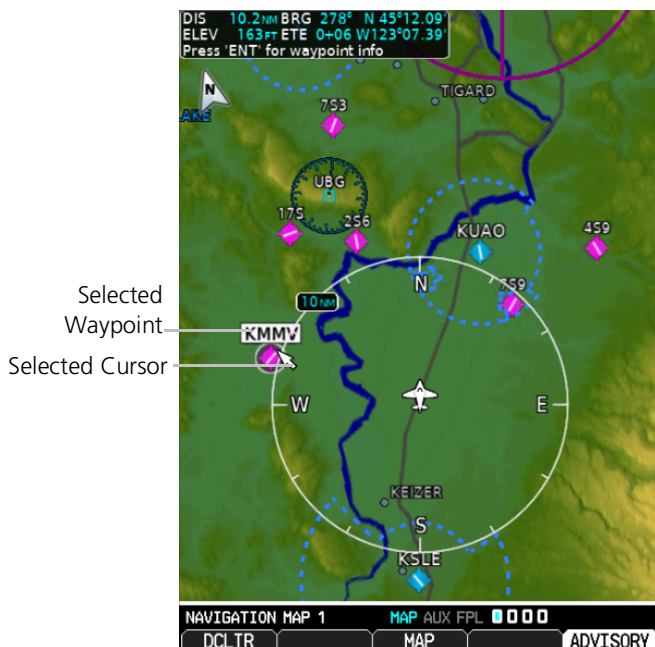 DIS 10.2NM BRG 278° N 45°12.09'
ELEV 163FT ETE 0+06 W123°07.39'
Press 'ENT' for waypoint info
N
LAKE
TIGARD
7S3
UBG
17S
2S6
KUAO
4S9
N
7S9
10NM
Selected
Waypoint
KMMV
Selected Cursor
W
E
KEIZER
S
KSLE
NAVIGATION MAP 1 MAP AUX FPL
DCLTR MAP ADVISORY